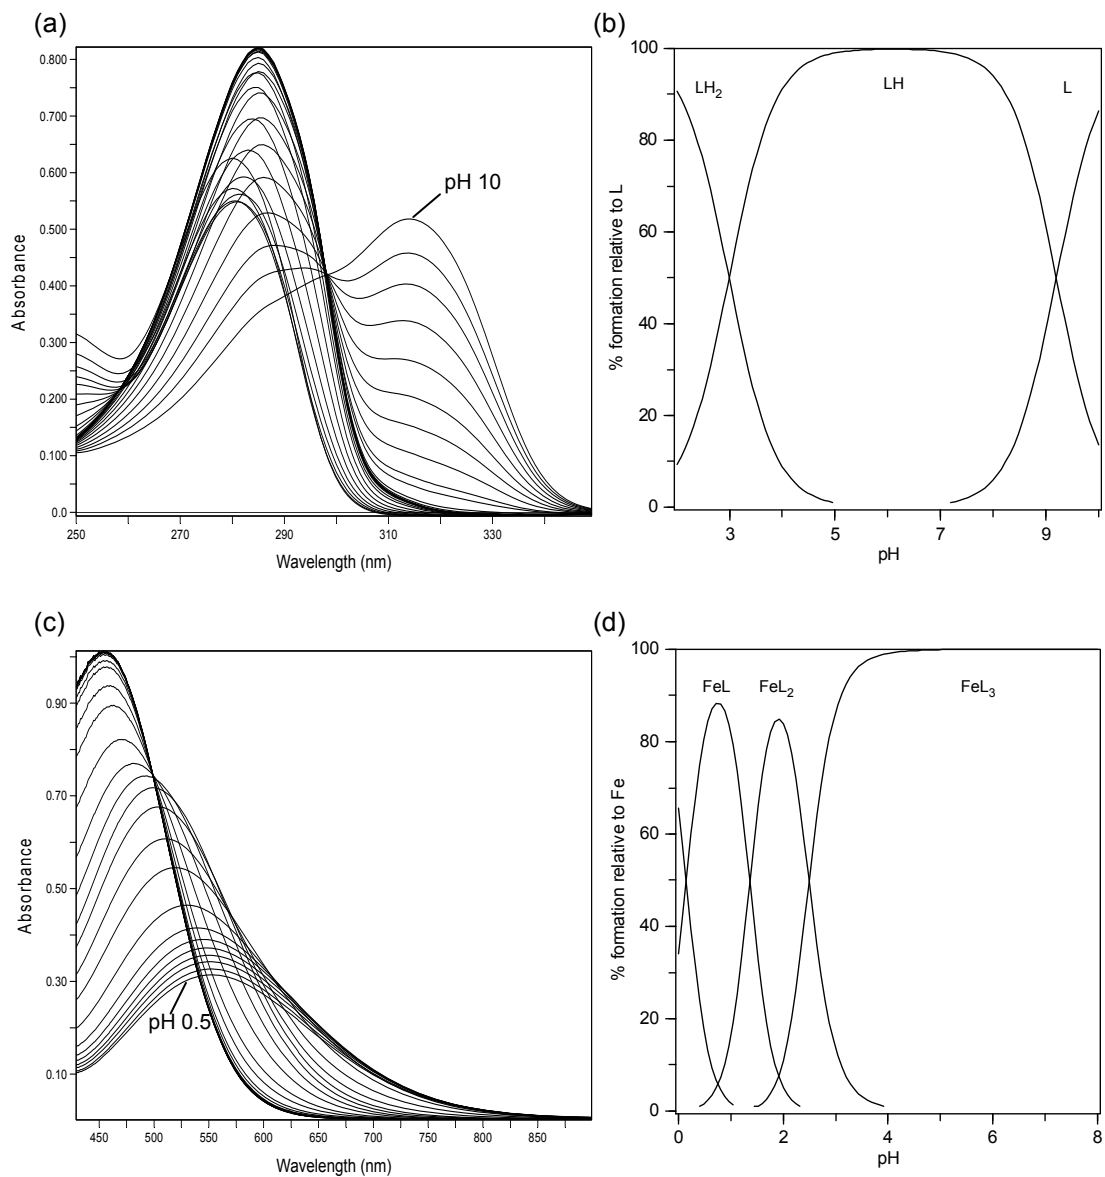 (a)
0.800
0.700
0.600
0.500
0.400
0.300
0.200
0.100
0.0
Absorbance
pH 10
250 270 290 310 330
Wavelength (nm)
(b)
100
80
60
40
20
0
% formation relative to L
LH2 LH L
3 5 7 9
pH
(c)
0.90
0.70
0.50
0.30
0.10
Absorbance
pH 0.5
450 500 550 600 650 700 750 800 850
Wavelength (nm)
(d)
100
80
60
40
20
0
% formation relative to Fe
FeL FeL2 FeL3
0 2 4 6 8
pH